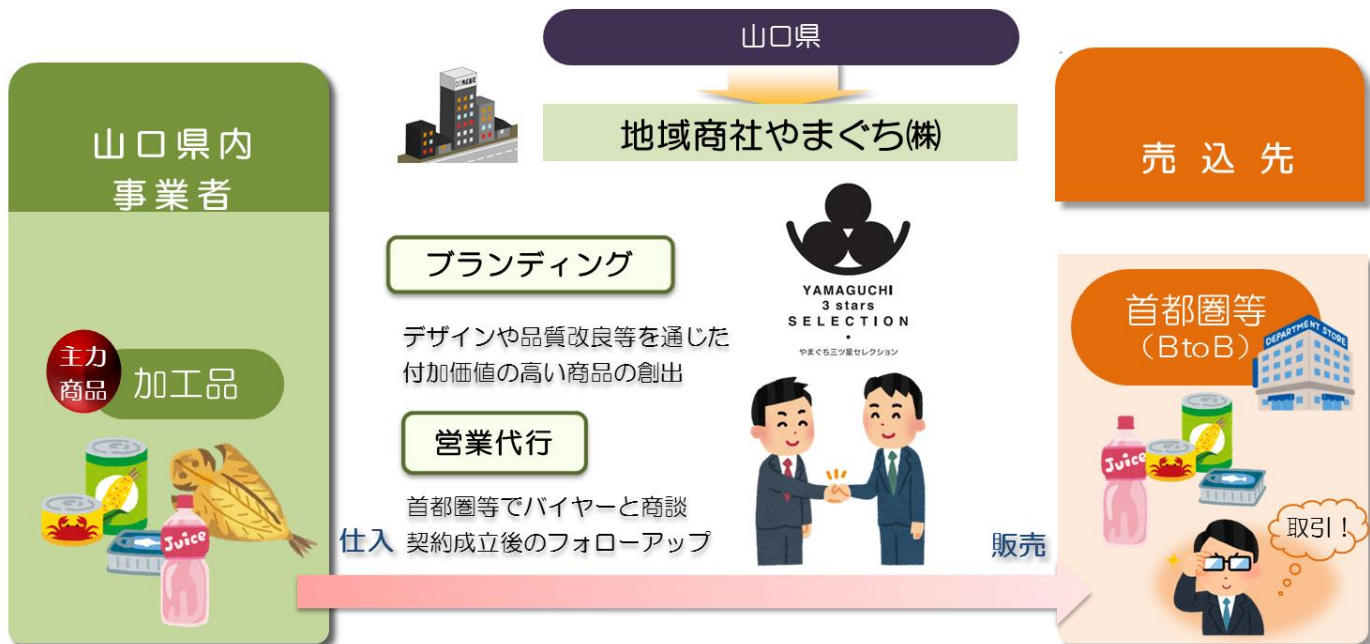 山口県
山口県内
事業者
地域商社やまぐち㈱
売込先
ブランディング
デザインや品質改良等を通じた
付加価値の高い商品の創出
営業代行
首都圏等でバイヤーと商談
契約成立後のフォローアップ
YAMAGUCHI
3 stars
SELECTION
やまぐち三ツ星セレクション
主力
商品
加工品
Juice
仕入
販売
首都圏等
(BtoB)
DEPARTMENT STORE
Juice
取引!